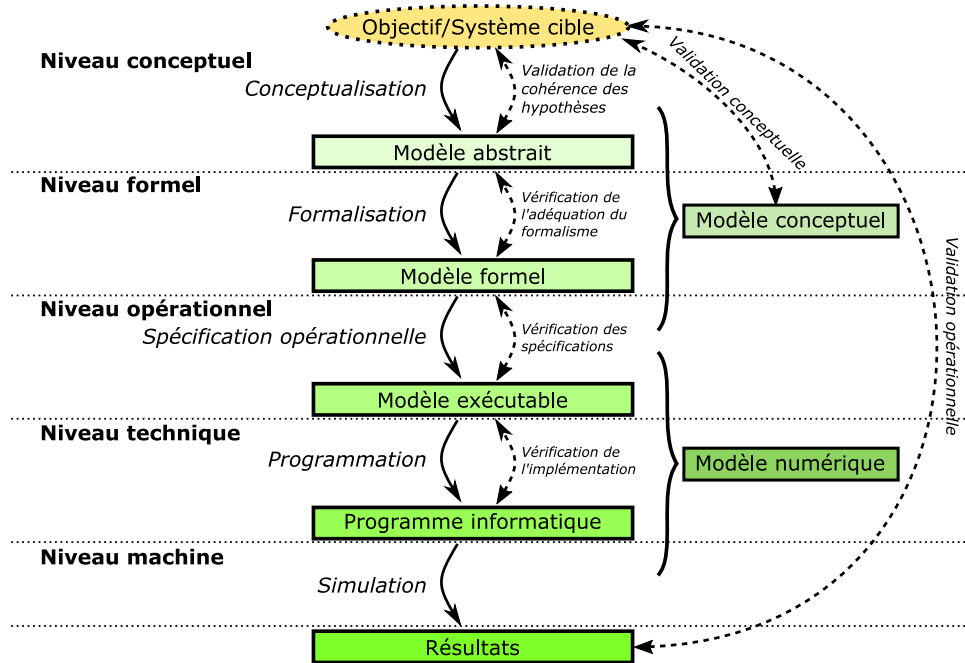 Objectif/Système cible
Niveau conceptuel
Conceptualisation
Validation de la
cohérence des
hypothèses
Validation conceptuelle
Modèle abstrait
Niveau formel
Formalisation
Vérification de
l'adéquation du
formalisme
Modèle conceptuel
Modèle formel
Niveau opérationnel
Spécification opérationnelle
Vérification des
spécifications
Validation opérationnelle
Modèle exécutable
Niveau technique
Programmation
Vérification de
l'implémentation
Modèle numérique
Programme informatique
Niveau machine
Simulation
Résultats